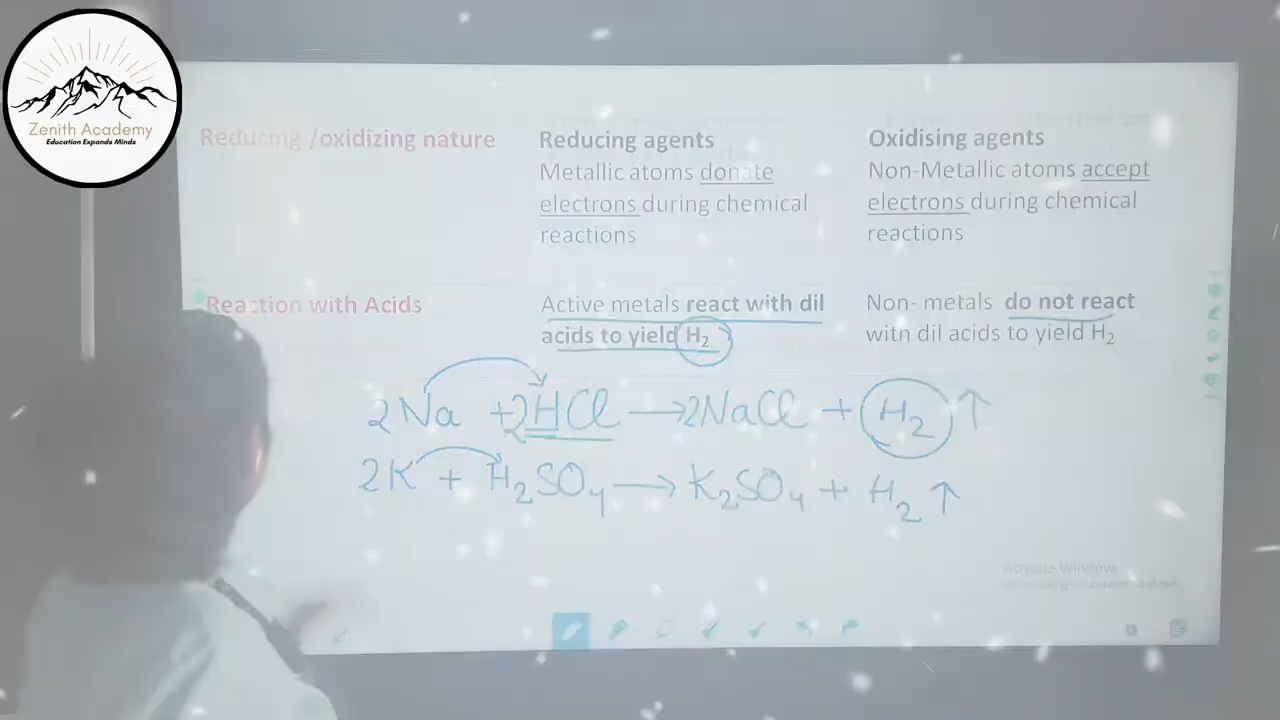 Zenith Academy
Education Expands Minds
Reducing /oxidizing nature
Reducing agents
Metallic atoms donate
electrons during chemical
reactions
Oxidising agents
Non-Metallic atoms accept
electrons during chemical
reactions
Reaction with Acids
Active metals react with dil
acids to yield H₂
Non- metals do not react
with dil acids to yield H₂
2Na + 2HCl → 2NaCl + H₂ ↑
2K + H₂SO₄ → K₂SO₄ + H₂ ↑
Activate Windows